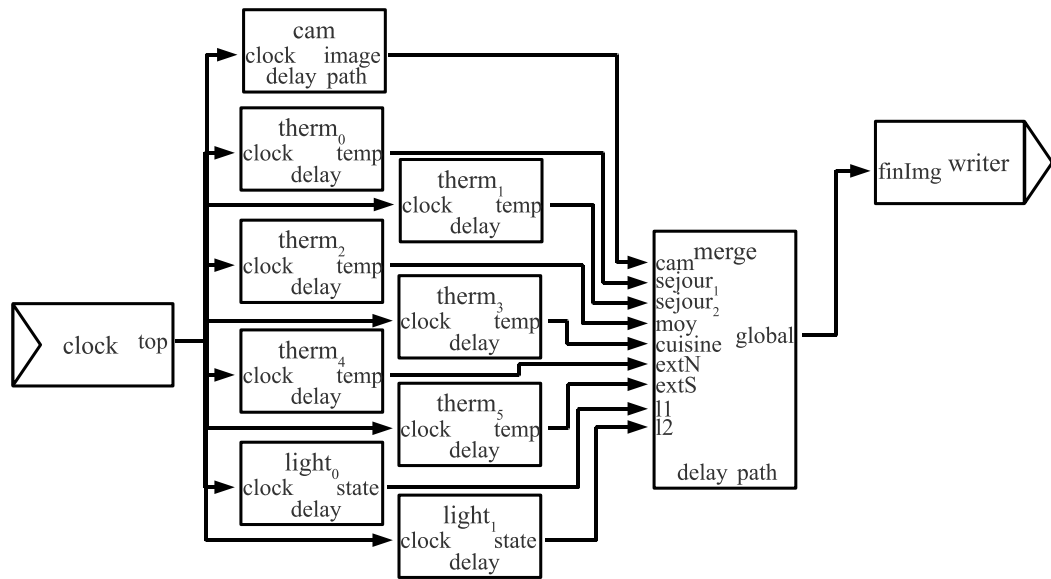 cam
clock image
delay path
therm₀
clock temp
delay
therm₁
clock temp
delay
therm₂
clock temp
delay
therm₃
clock temp
delay
therm₄
clock temp
delay
therm₅
clock temp
delay
light₀
clock state
delay
light₁
clock state
delay
clock top
merge
cam
sejour₁
sejour₂
moy
cuisine
extN
extS
l1
l2
global
delay path
finImg writer